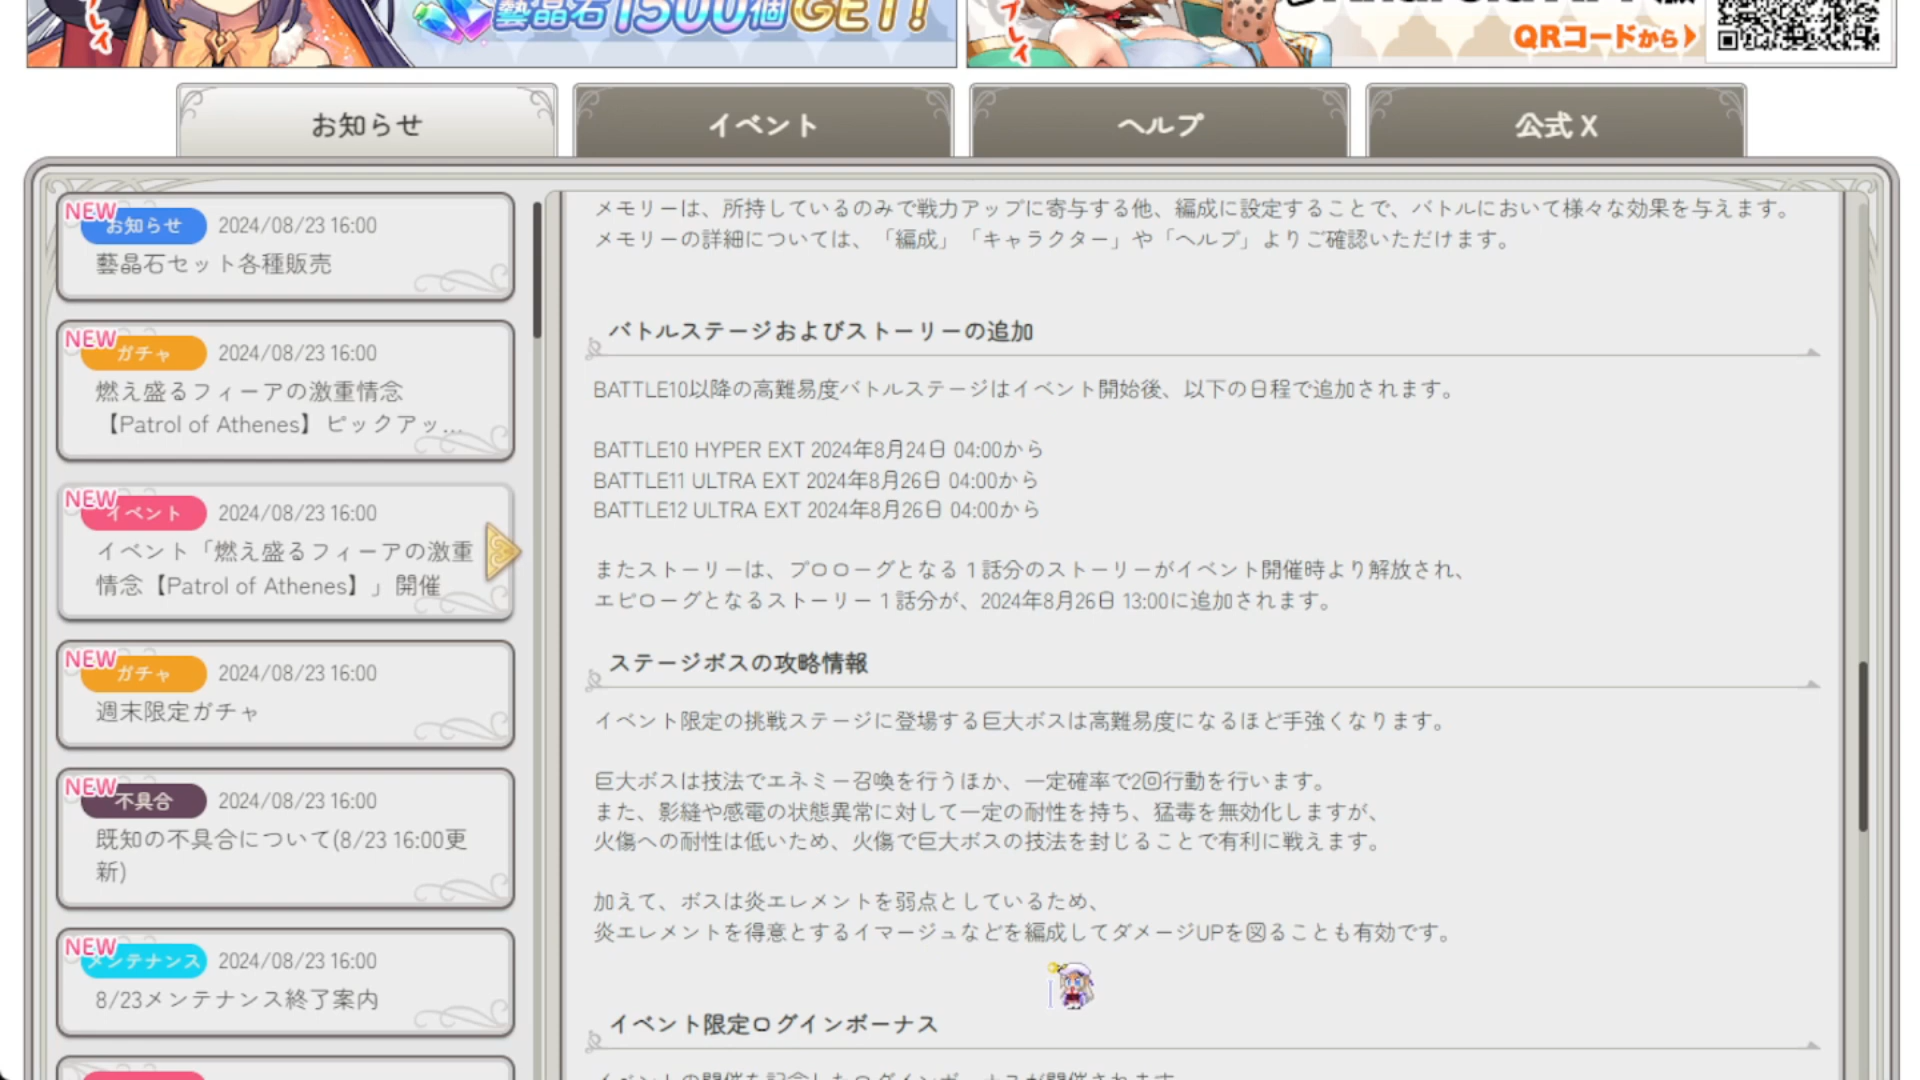 藝晶石1500個GET!
QRコードから
お知らせ
イベント
ヘルプ
公式 X
NEW
お知らせ
2024/08/23 16:00
藝晶石セット各種販売
NEW
ガチャ
2024/08/23 16:00
燃え盛るフィーアの激重情念
【Patrol of Athenes】ピックアッ...
NEW
イベント
2024/08/23 16:00
イベント「燃え盛るフィーアの激重
情念【Patrol of Athenes】」開催
NEW
ガチャ
2024/08/23 16:00
週末限定ガチャ
NEW
不具合
2024/08/23 16:00
既知の不具合について(8/23 16:00更
新)
NEW
メンテナンス
2024/08/23 16:00
8/23メンテナンス終了案内
メモリーは、所持しているのみで戦力アップに寄与する他、編成に設定することで、バトルにおいて様々な効果を与えます。
メモリーの詳細については、「編成」「キャラクター」や「ヘルプ」よりご確認いただけます。
バトルステージおよびストーリーの追加
BATTLE10以降の高難易度バトルステージはイベント開始後、以下の日程で追加されます。
BATTLE10 HYPER EXT 2024年8月24日 04:00から
BATTLE11 ULTRA EXT 2024年8月26日 04:00から
BATTLE12 ULTRA EXT 2024年8月26日 04:00から
またストーリーは、プロローグとなる１話分のストーリーがイベント開催時より解放され、
エピローグとなるストーリー１話分が、2024年8月26日 13:00に追加されます。
ステージボスの攻略情報
イベント限定の挑戦ステージに登場する巨大ボスは高難易度になるほど手強くなります。
巨大ボスは技法でエネミー召喚を行うほか、一定確率で2回行動を行います。
また、影縫や感電の状態異常に対して一定の耐性を持ち、猛毒を無効化しますが、
火傷への耐性は低いため、火傷で巨大ボスの技法を封じることで有利に戦えます。
加えて、ボスは炎エレメントを弱点としているため、
炎エレメントを得意とするイマージュなどを編成してダメージUPを図ることも有効です。
イベント限定ログインボーナス
イベントの開催を記念したログインボーナスが開催されます